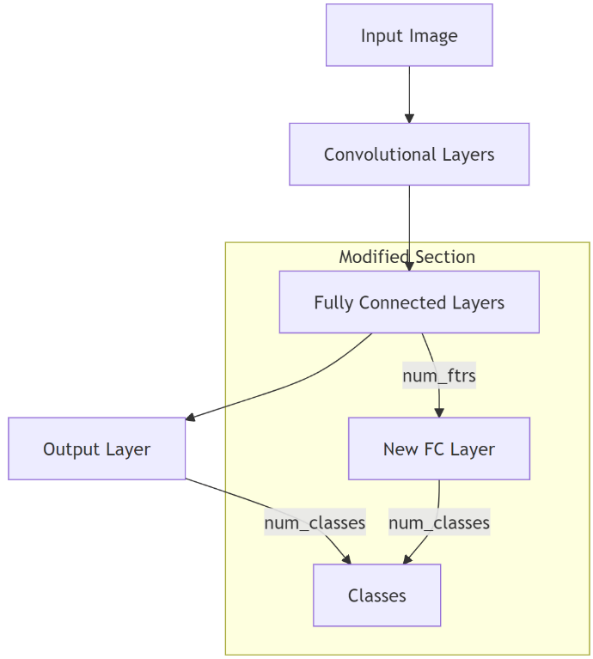 Input Image
Convolutional Layers
Modified Section
Fully Connected Layers
num_ftrs
Output Layer
New FC Layer
num_classes
num_classes
Classes